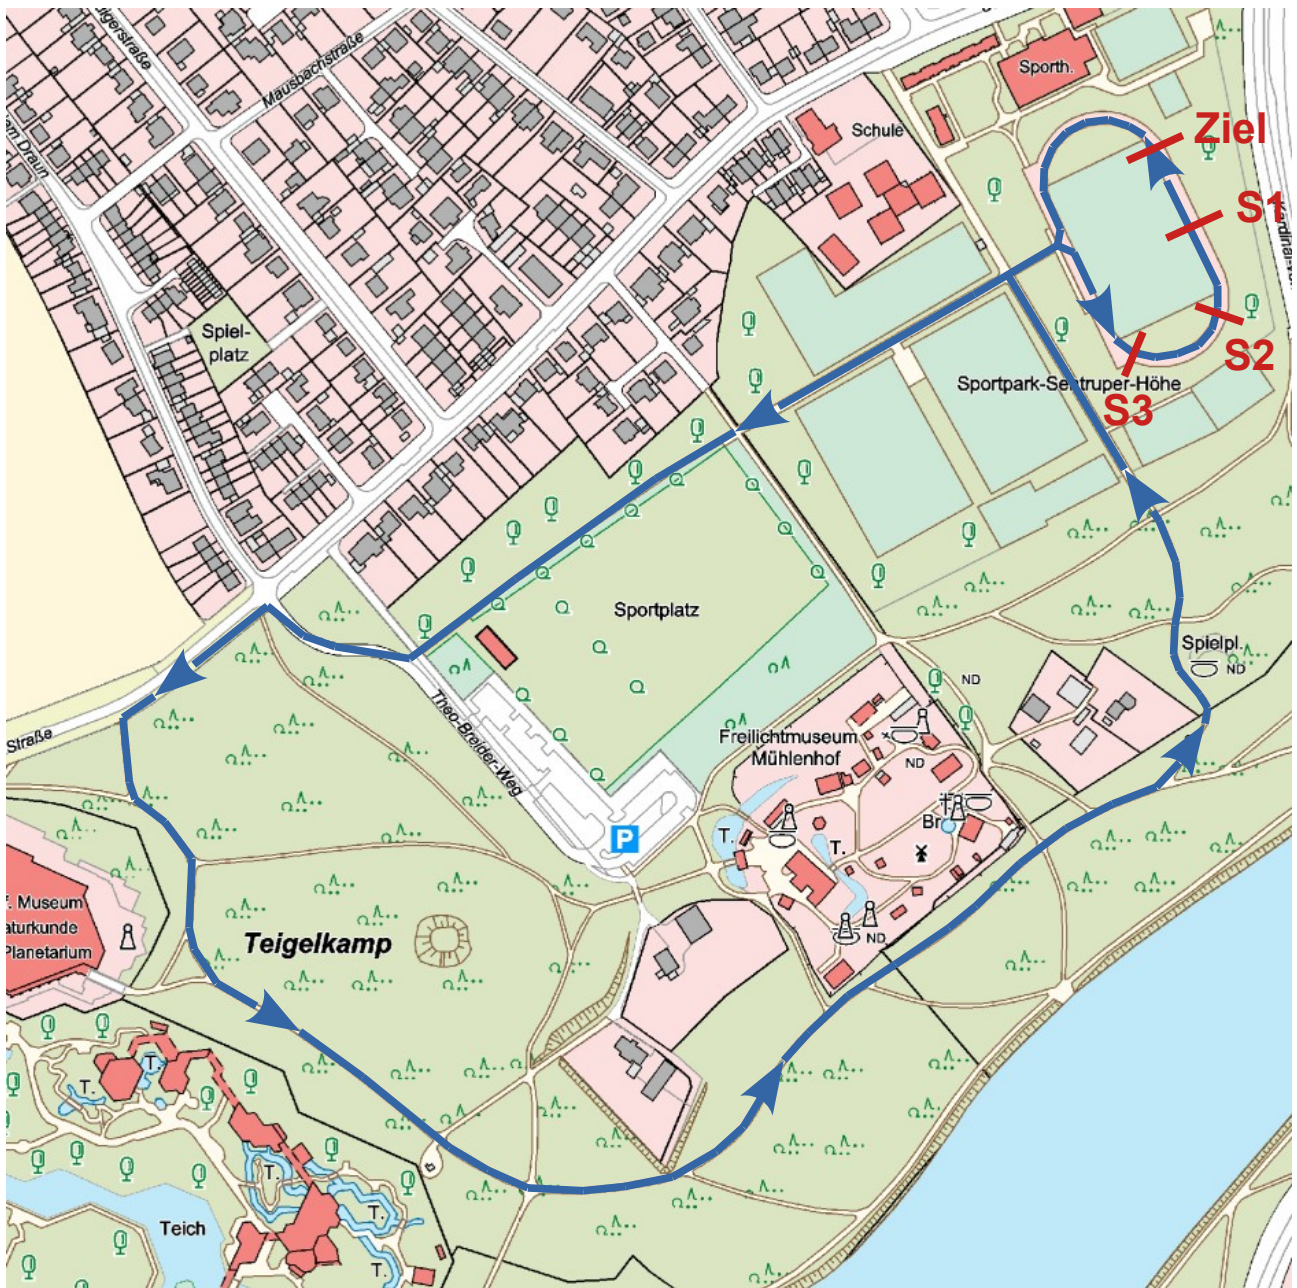 Mausbachstraße
Sporth.
Schule
Ziel
S1
S2
S3
Spiel-
platz
Sportpark-Sentruper-Höhe
Sportplatz
Spielpl.
ND
ND
Straße
Theo-Breider-Weg
Freilichtmuseum
Mühlenhof
ND
P
T.
T.
Br
ND
Museum
Planetarium
Teigelkamp
T.
T.
T.
T.
T.
Teich